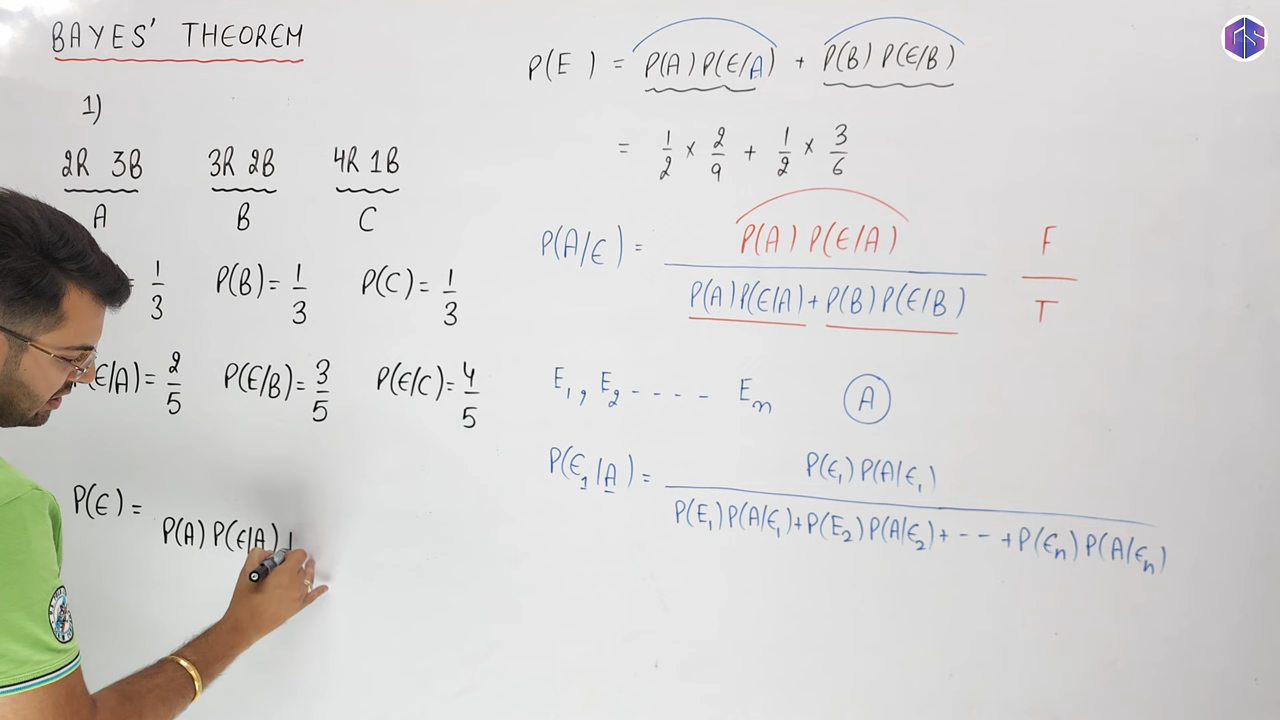 BAYES' THEOREM
1)
2R 3B 3R 2B 4R 1B
A B C
= 1/3 P(B) = 1/3 P(C) = 1/3
P(E/A) = 2/5 P(E/B) = 3/5 P(E/C) = 4/5
P(E) =
P(A) P(E/A) +
P(E ) = P(A) P(E/A) + P(B) P(E/B)
= 1/2 × 2/9 + 1/2 × 3/6
P(A/E) = P(A) P(E/A)
P(A)P(E/A) + P(B)P(E/B)
F
T
E₁, E₂ - - - - Eₙ A
P(E₁/A) = P(E₁) P(A/E₁)
P(E₁)P(A/E₁)+P(E₂)P(A/E₂)+ - - +P(Eₙ)P(A/Eₙ)